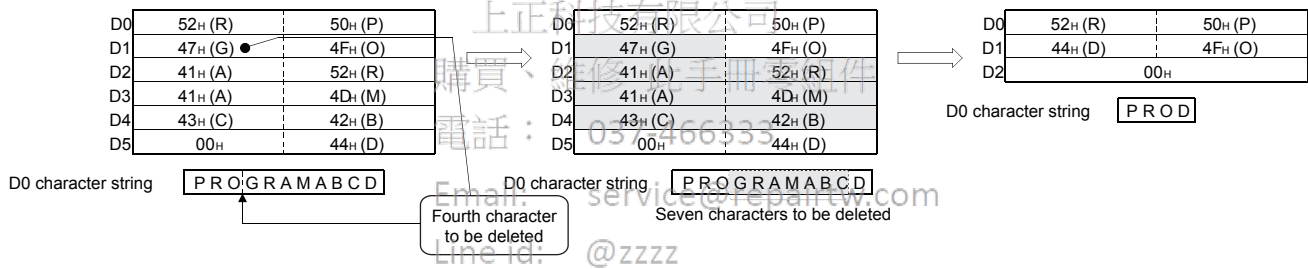 上正科技有限公司
購買、維修 此手冊零組件
電話： 037-466333
Email: service@repairtw.com
Line id: @zzzz
D0 52H (R) 50H (P)
D1 47H (G) 4FH (O)
D2 41H (A) 52H (R)
D3 41H (A) 4DH (M)
D4 43H (C) 42H (B)
D5 00H 44H (D)
D0 character string P R O G R A M A B C D
Fourth character
to be deleted
D0 52H (R) 50H (P)
D1 47H (G) 4FH (O)
D2 41H (A) 52H (R)
D3 41H (A) 4DH (M)
D4 43H (C) 42H (B)
D5 00H 44H (D)
D0 character string P R O G R A M A B C D
Seven characters to be deleted
D0 52H (R) 50H (P)
D1 44H (D) 4FH (O)
D2 00H
D0 character string P R O D